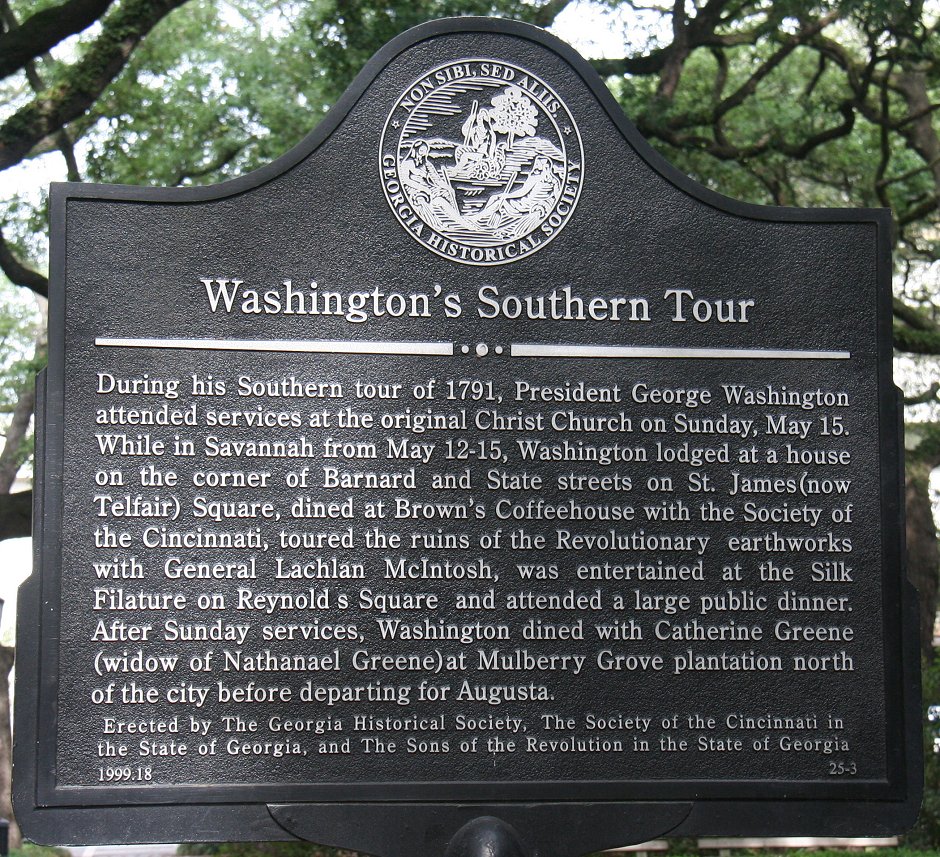 NON SIBI, SED ALIIS.
GEORGIA HISTORICAL SOCIETY
Washington's Southern Tour
During his Southern tour of 1791, President George Washington
attended services at the original Christ Church on Sunday, May 15.
While in Savannah from May 12-15, Washington lodged at a house
on the corner of Barnard and State streets on St. James(now
Telfair) Square, dined at Brown's Coffeehouse with the Society of
the Cincinnati, toured the ruins of the Revolutionary earthworks
with General Lachlan McIntosh, was entertained at the Silk
Filature on Reynold s Square and attended a large public dinner.
After Sunday services, Washington dined with Catherine Greene
(widow of Nathanael Greene)at Mulberry Grove plantation north
of the city before departing for Augusta.
Erected by The Georgia Historical Society, The Society of the Cincinnati in
the State of Georgia, and The Sons of the Revolution in the State of Georgia
1999.18 25-3